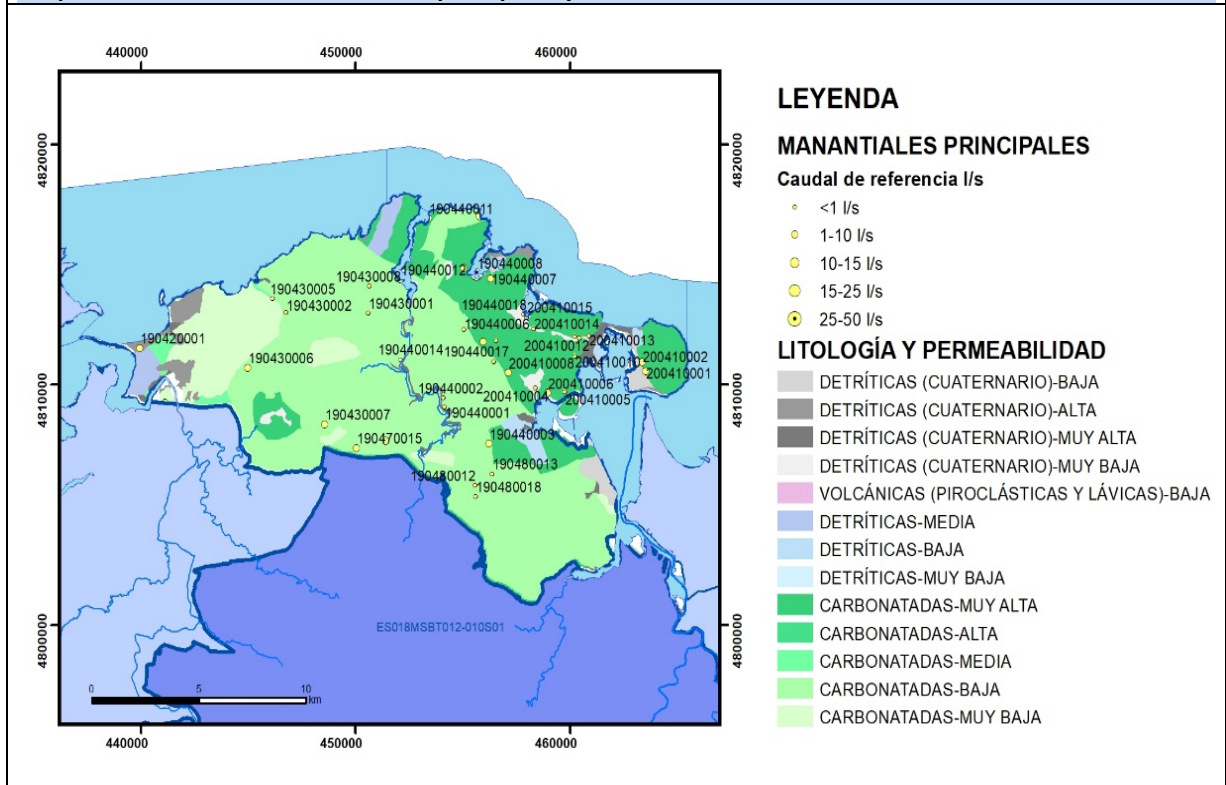 440000
450000
460000
4820000
4820000
4810000
4810000
4800000
4800000
190440011
190430008
190440012
190440008
190440007
190430005
190430002
190430001
190440018
200410015
190440006
200410014
190420001
190440014
190440017
200410012
200410013
200410010
200410002
200410001
190430006
200410008
190440002
200410004
200410006
200410005
190440001
190430007
190470015
190440003
190480013
190480012
190480018
ES018MSBT012-010S01
0
5
10
km
440000
450000
460000
LEYENDA
MANANTIALES PRINCIPALES
Caudal de referencia l/s
<1 l/s
1-10 l/s
10-15 l/s
15-25 l/s
25-50 l/s
LITOLOGÍA Y PERMEABILIDAD
DETRÍTICAS (CUATERNARIO)-BAJA
DETRÍTICAS (CUATERNARIO)-ALTA
DETRÍTICAS (CUATERNARIO)-MUY ALTA
DETRÍTICAS (CUATERNARIO)-MUY BAJA
VOLCÁNICAS (PIROCLÁSTICAS Y LÁVICAS)-BAJA
DETRÍTICAS-MEDIA
DETRÍTICAS-BAJA
DETRÍTICAS-MUY BAJA
CARBONATADAS-MUY ALTA
CARBONATADAS-ALTA
CARBONATADAS-MEDIA
CARBONATADAS-BAJA
CARBONATADAS-MUY BAJA